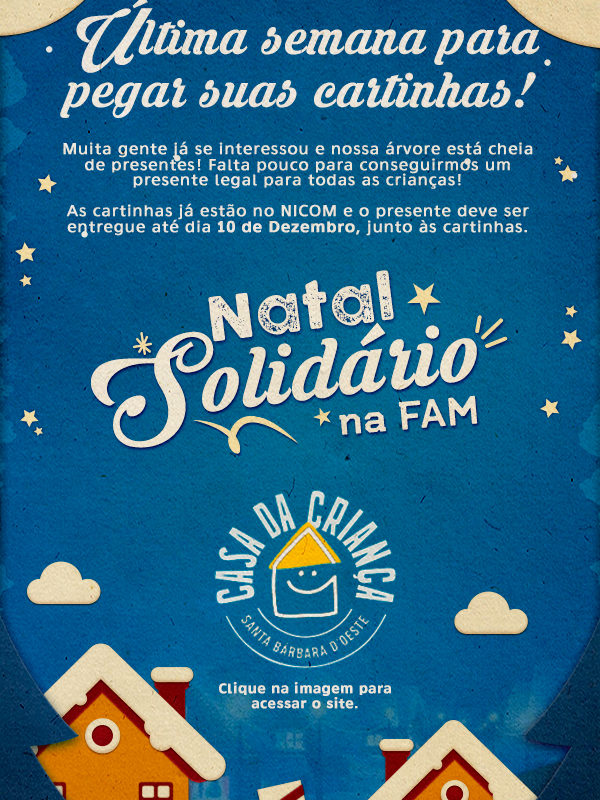 Última semana para
pegar suas cartinhas!
Muita gente já se interessou e nossa árvore está cheia
de presentes! Falta pouco para conseguirmos um
presente legal para todas as crianças!
As cartinhas já estão no NICOM e o presente deve ser
entregue até dia 10 de Dezembro, junto às cartinhas.
Natal
Solidário
na FAM
CASA DA CRIANÇA
SANTA BÁRBARA D'OESTE
Clique na imagem para
acessar o site.